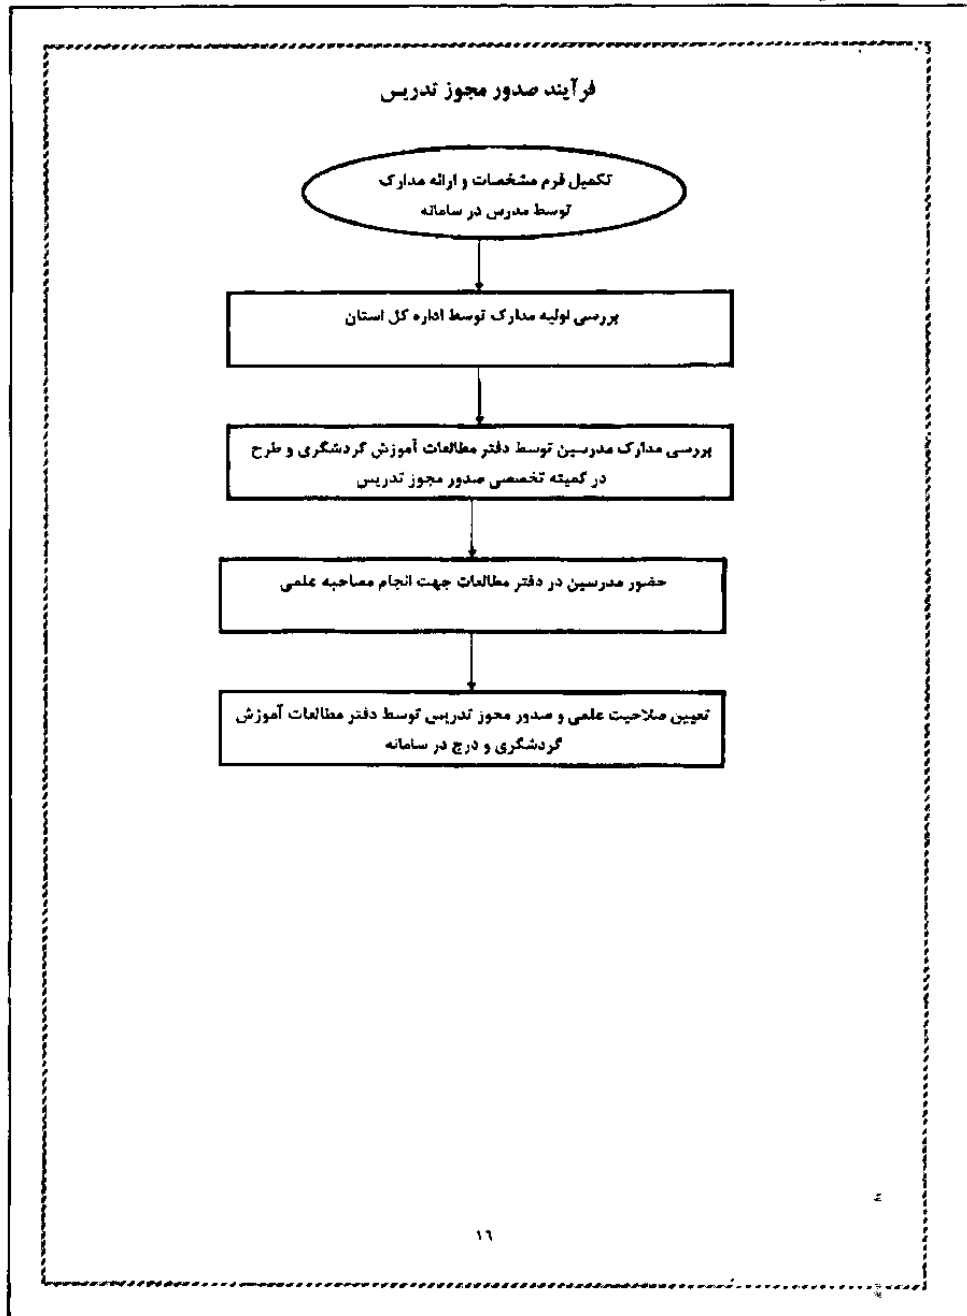 فرآیند صدور مجوز تدریس
تکمیل فرم مشخصات و ارائه مدارک
توسط مدرس در سامانه
بررسی اولیه مدارک توسط اداره کل استان
بررسی مدارک مدرسین توسط دفتر مطالعات آموزش گردشگری و طرح
در کمیته تخصصی صدور مجوز تدریس
حضور مدرسین در دفتر مطالعات جهت انجام مصاحبه علمی
تعیین صلاحیت علمی و صدور مجوز تدریس توسط دفتر مطالعات آموزش
گردشگری و درج در سامانه
١٦